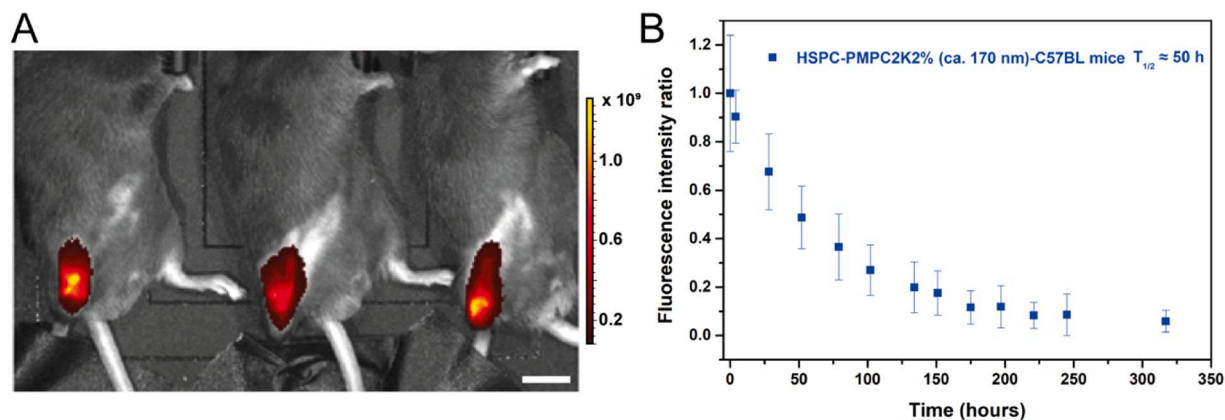 A
x 10⁹
1.0
0.6
0.2
B
HSPC-PMPC2K2% (ca. 170 nm)-C57BL mice T1/2 ≈ 50 h
Fluorescence intensity ratio
1.2
1.0
0.8
0.6
0.4
0.2
0.0
0 50 100 150 200 250 300 350
Time (hours)